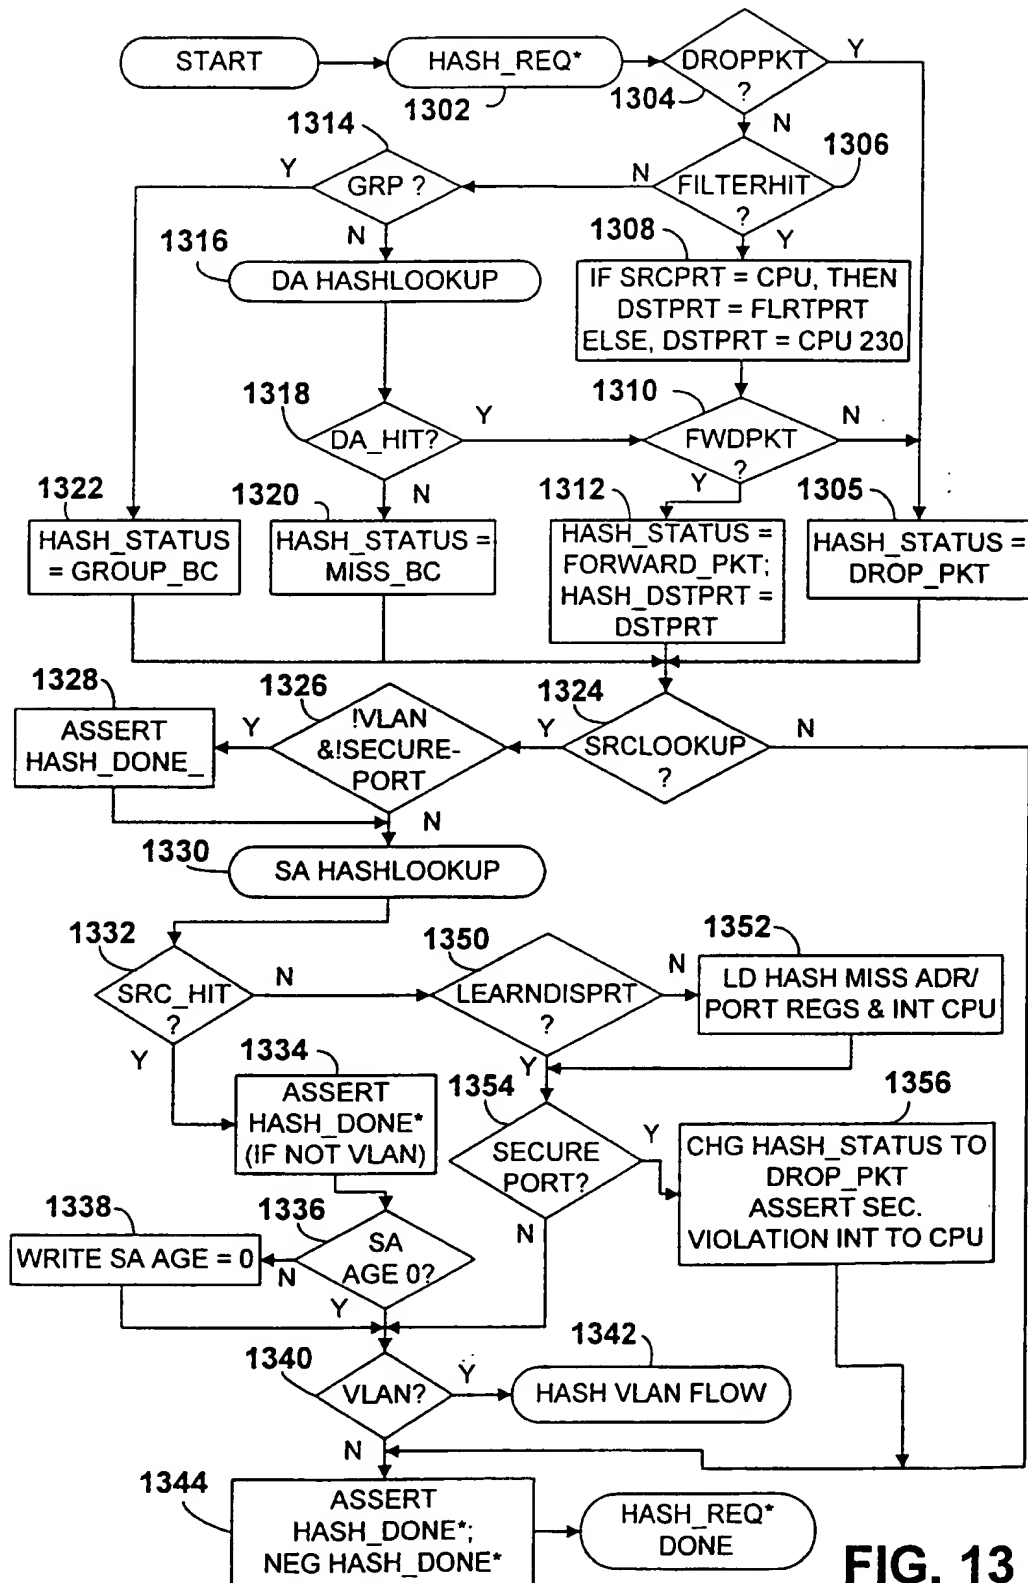 START
HASH_REQ*
1302
DROPPKT
?
1304
Y
N
1314
GRP ?
Y
N
N
FILTERHIT
?
1306
Y
1316
DA HASHLOOKUP
1308
IF SRCPRT = CPU, THEN
DSTPRT = FLRTPRT
ELSE, DSTPRT = CPU 230
1318
DA_HIT?
Y
N
1310
FWDPKT
?
N
Y
1322
HASH_STATUS
= GROUP_BC
1320
HASH_STATUS =
MISS_BC
1312
HASH_STATUS =
FORWARD_PKT;
HASH_DSTPRT =
DSTPRT
1305
HASH_STATUS =
DROP_PKT
1328
ASSERT
HASH_DONE_
Y
1326
!VLAN
&!SECURE-
PORT
N
Y
1324
SRCLOOKUP
?
N
1330
SA HASHLOOKUP
1332
SRC_HIT
?
N
Y
1350
LEARNDISPRT
?
N
Y
1352
LD HASH MISS ADR/
PORT REGS & INT CPU
1334
ASSERT
HASH_DONE*
(IF NOT VLAN)
1354
SECURE
PORT?
Y
N
1356
CHG HASH_STATUS TO
DROP_PKT
ASSERT SEC.
VIOLATION INT TO CPU
1338
WRITE SA AGE = 0
N
1336
SA
AGE 0?
Y
1340
VLAN?
Y
N
1342
HASH VLAN FLOW
1344
ASSERT
HASH_DONE*;
NEG HASH_DONE*
HASH_REQ*
DONE
FIG. 13